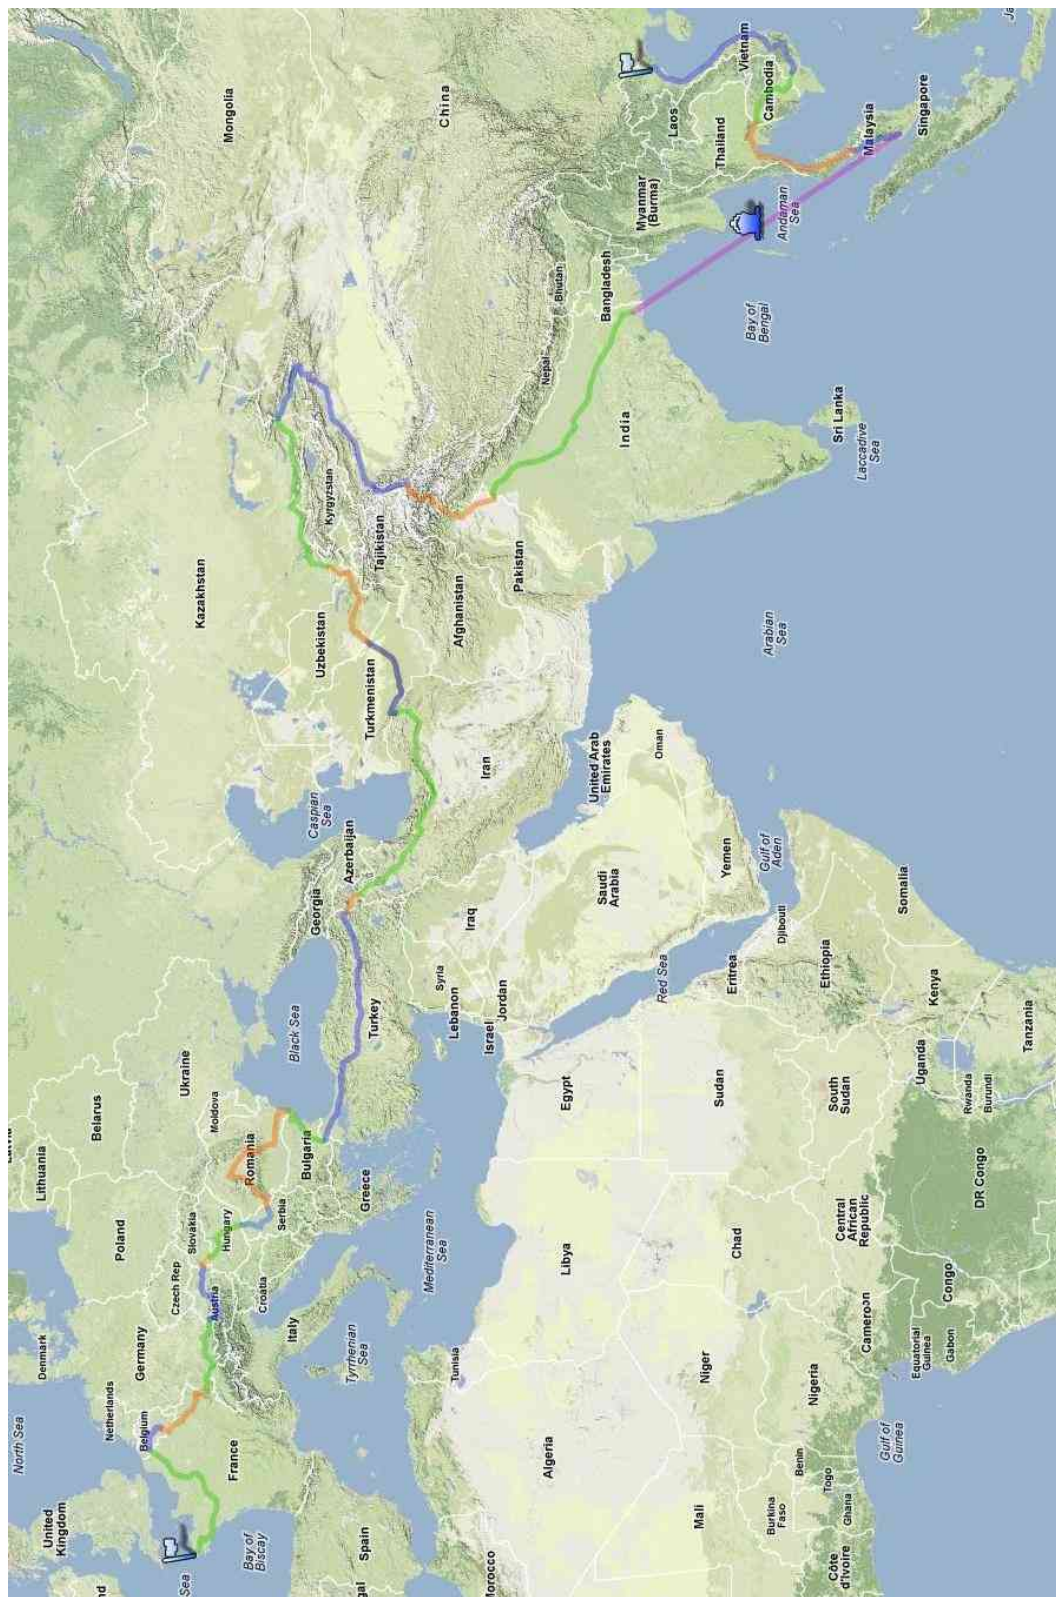 Mongolia
China
Vietnam
Laos
Cambodia
Thailand
Malaysia
Singapore
Myanmar
(Burma)
Andaman
Sea
Bhutan
Bangladesh
Nepal
Bay of
Bengal
India
Sri Lanka
Laccadive
Sea
Kyrgyzstan
Tajikistan
Kazakhstan
Pakistan
Afghanistan
Uzbekistan
Turkmenistan
Arabian
Sea
Iran
United Arab
Emirates
Oman
Caspian
Sea
Azerbaijan
Georgia
Iraq
Saudi
Arabia
Yemen
Gulf of
Aden
Somalia
Djibouti
Ethiopia
Eritrea
Red Sea
Syria
Lebanon
Israel
Jordan
Turkey
Black Sea
Kenya
Tanzania
Uganda
Rwanda
Burundi
South
Sudan
Sudan
Egypt
Ukraine
Belarus
Moldova
Lithuania
Romania
Bulgaria
Greece
Serbia
Poland
Slovakia
Hungary
Mediterranean
Sea
Libya
Chad
Central
African
Republic
DR Congo
Congo
Czech Rep
Austria
Croatia
Italy
Tyrrhenian
Sea
Denmark
Germany
Netherlands
Belgium
North Sea
France
United
Kingdom
Bay of
Biscay
Sea
Spain
Tunisia
Algeria
Niger
Nigeria
Cameroon
Equatorial
Guinea
Gabon
Gulf of
Guinea
Benin
Togo
Ghana
Burkina
Faso
Mali
Côte
d'Ivoire